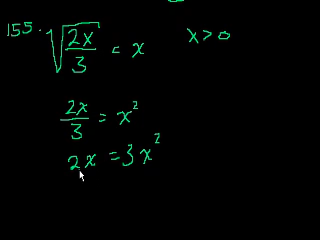 155. √(2x/3) = x   x > 0
2x/3 = x²
2x = 3x²